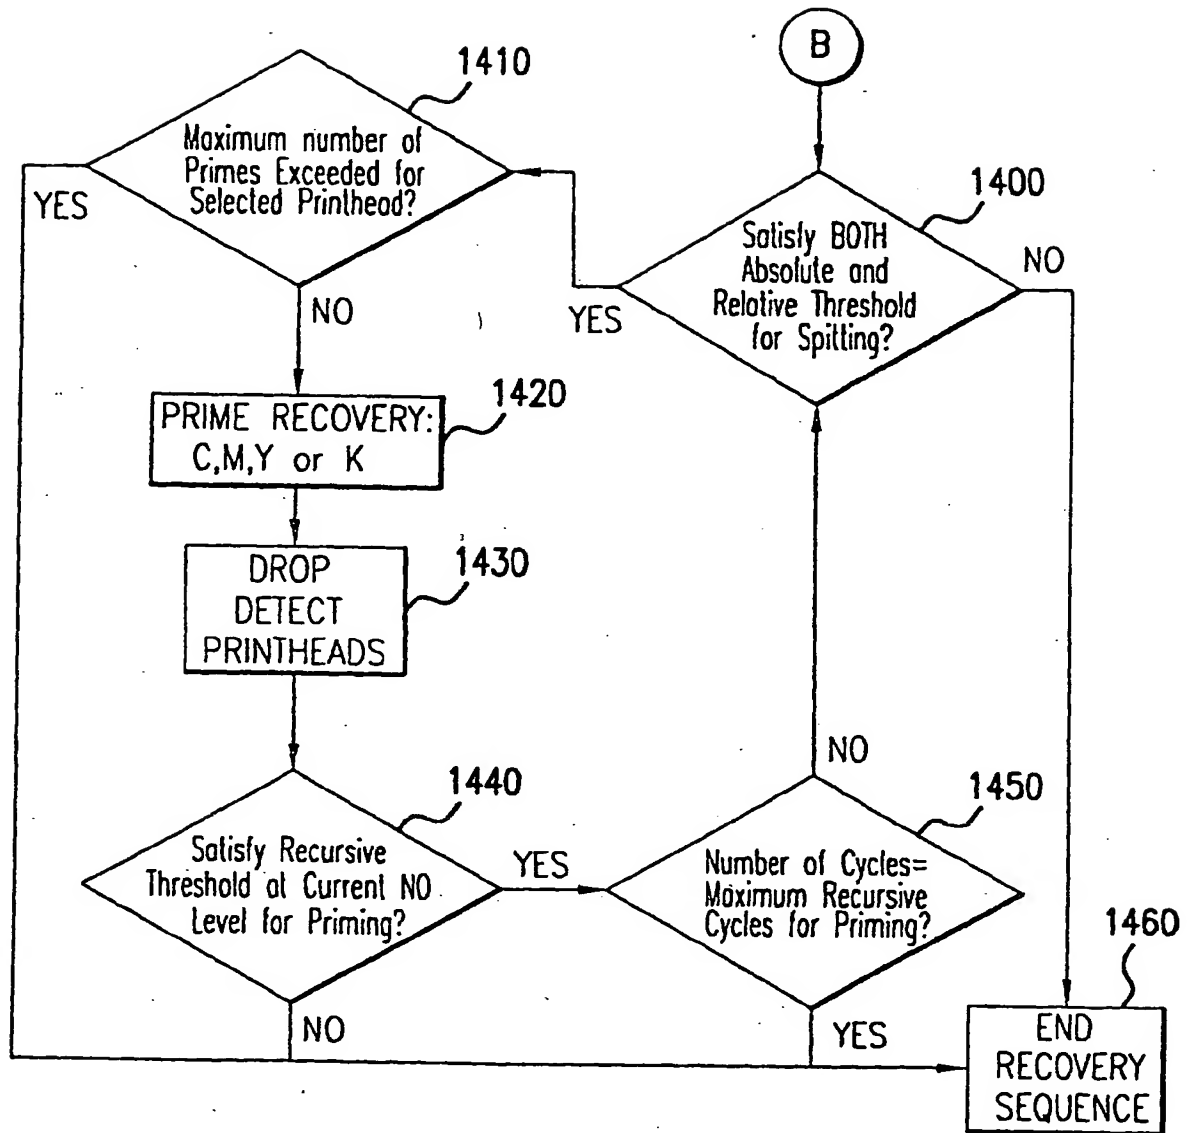 B
1400
Satisfy BOTH
Absolute and
Relative Threshold
for Spitting?
YES
NO
1410
Maximum number of
Primes Exceeded for
Selected Printhead?
YES
NO
1420
PRIME RECOVERY:
C,M,Y or K
1430
DROP
DETECT
PRINTHEADS
1440
Satisfy Recursive
Threshold at Current NO
Level for Priming?
YES
NO
1450
Number of Cycles=
Maximum Recursive
Cycles for Priming?
NO
YES
1460
END
RECOVERY
SEQUENCE